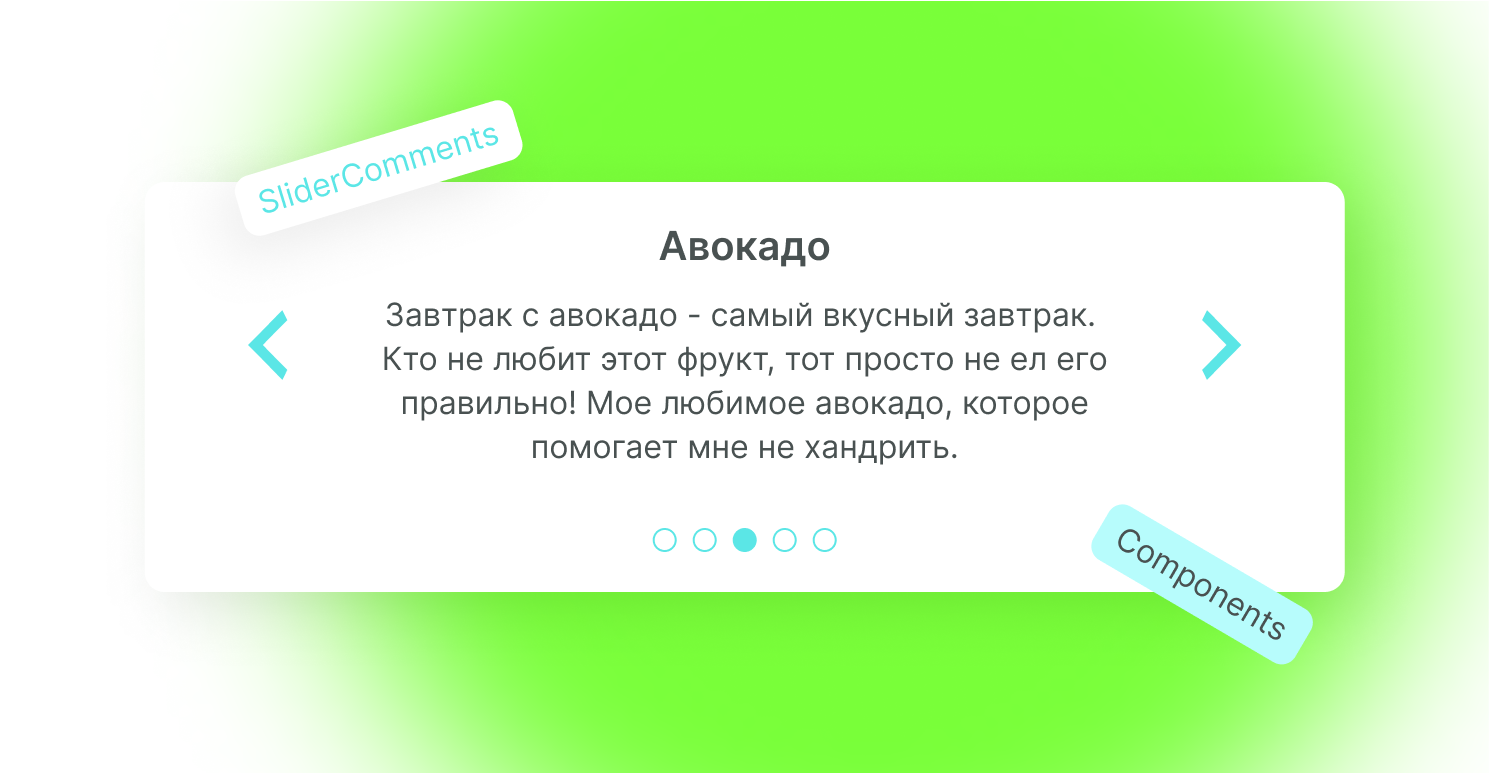 SliderComments
Авокадо
Завтрак с авокадо - самый вкусный завтрак.
Кто не любит этот фрукт, тот просто не ел его
правильно! Мое любимое авокадо, которое
помогает мне не хандрить.
Components